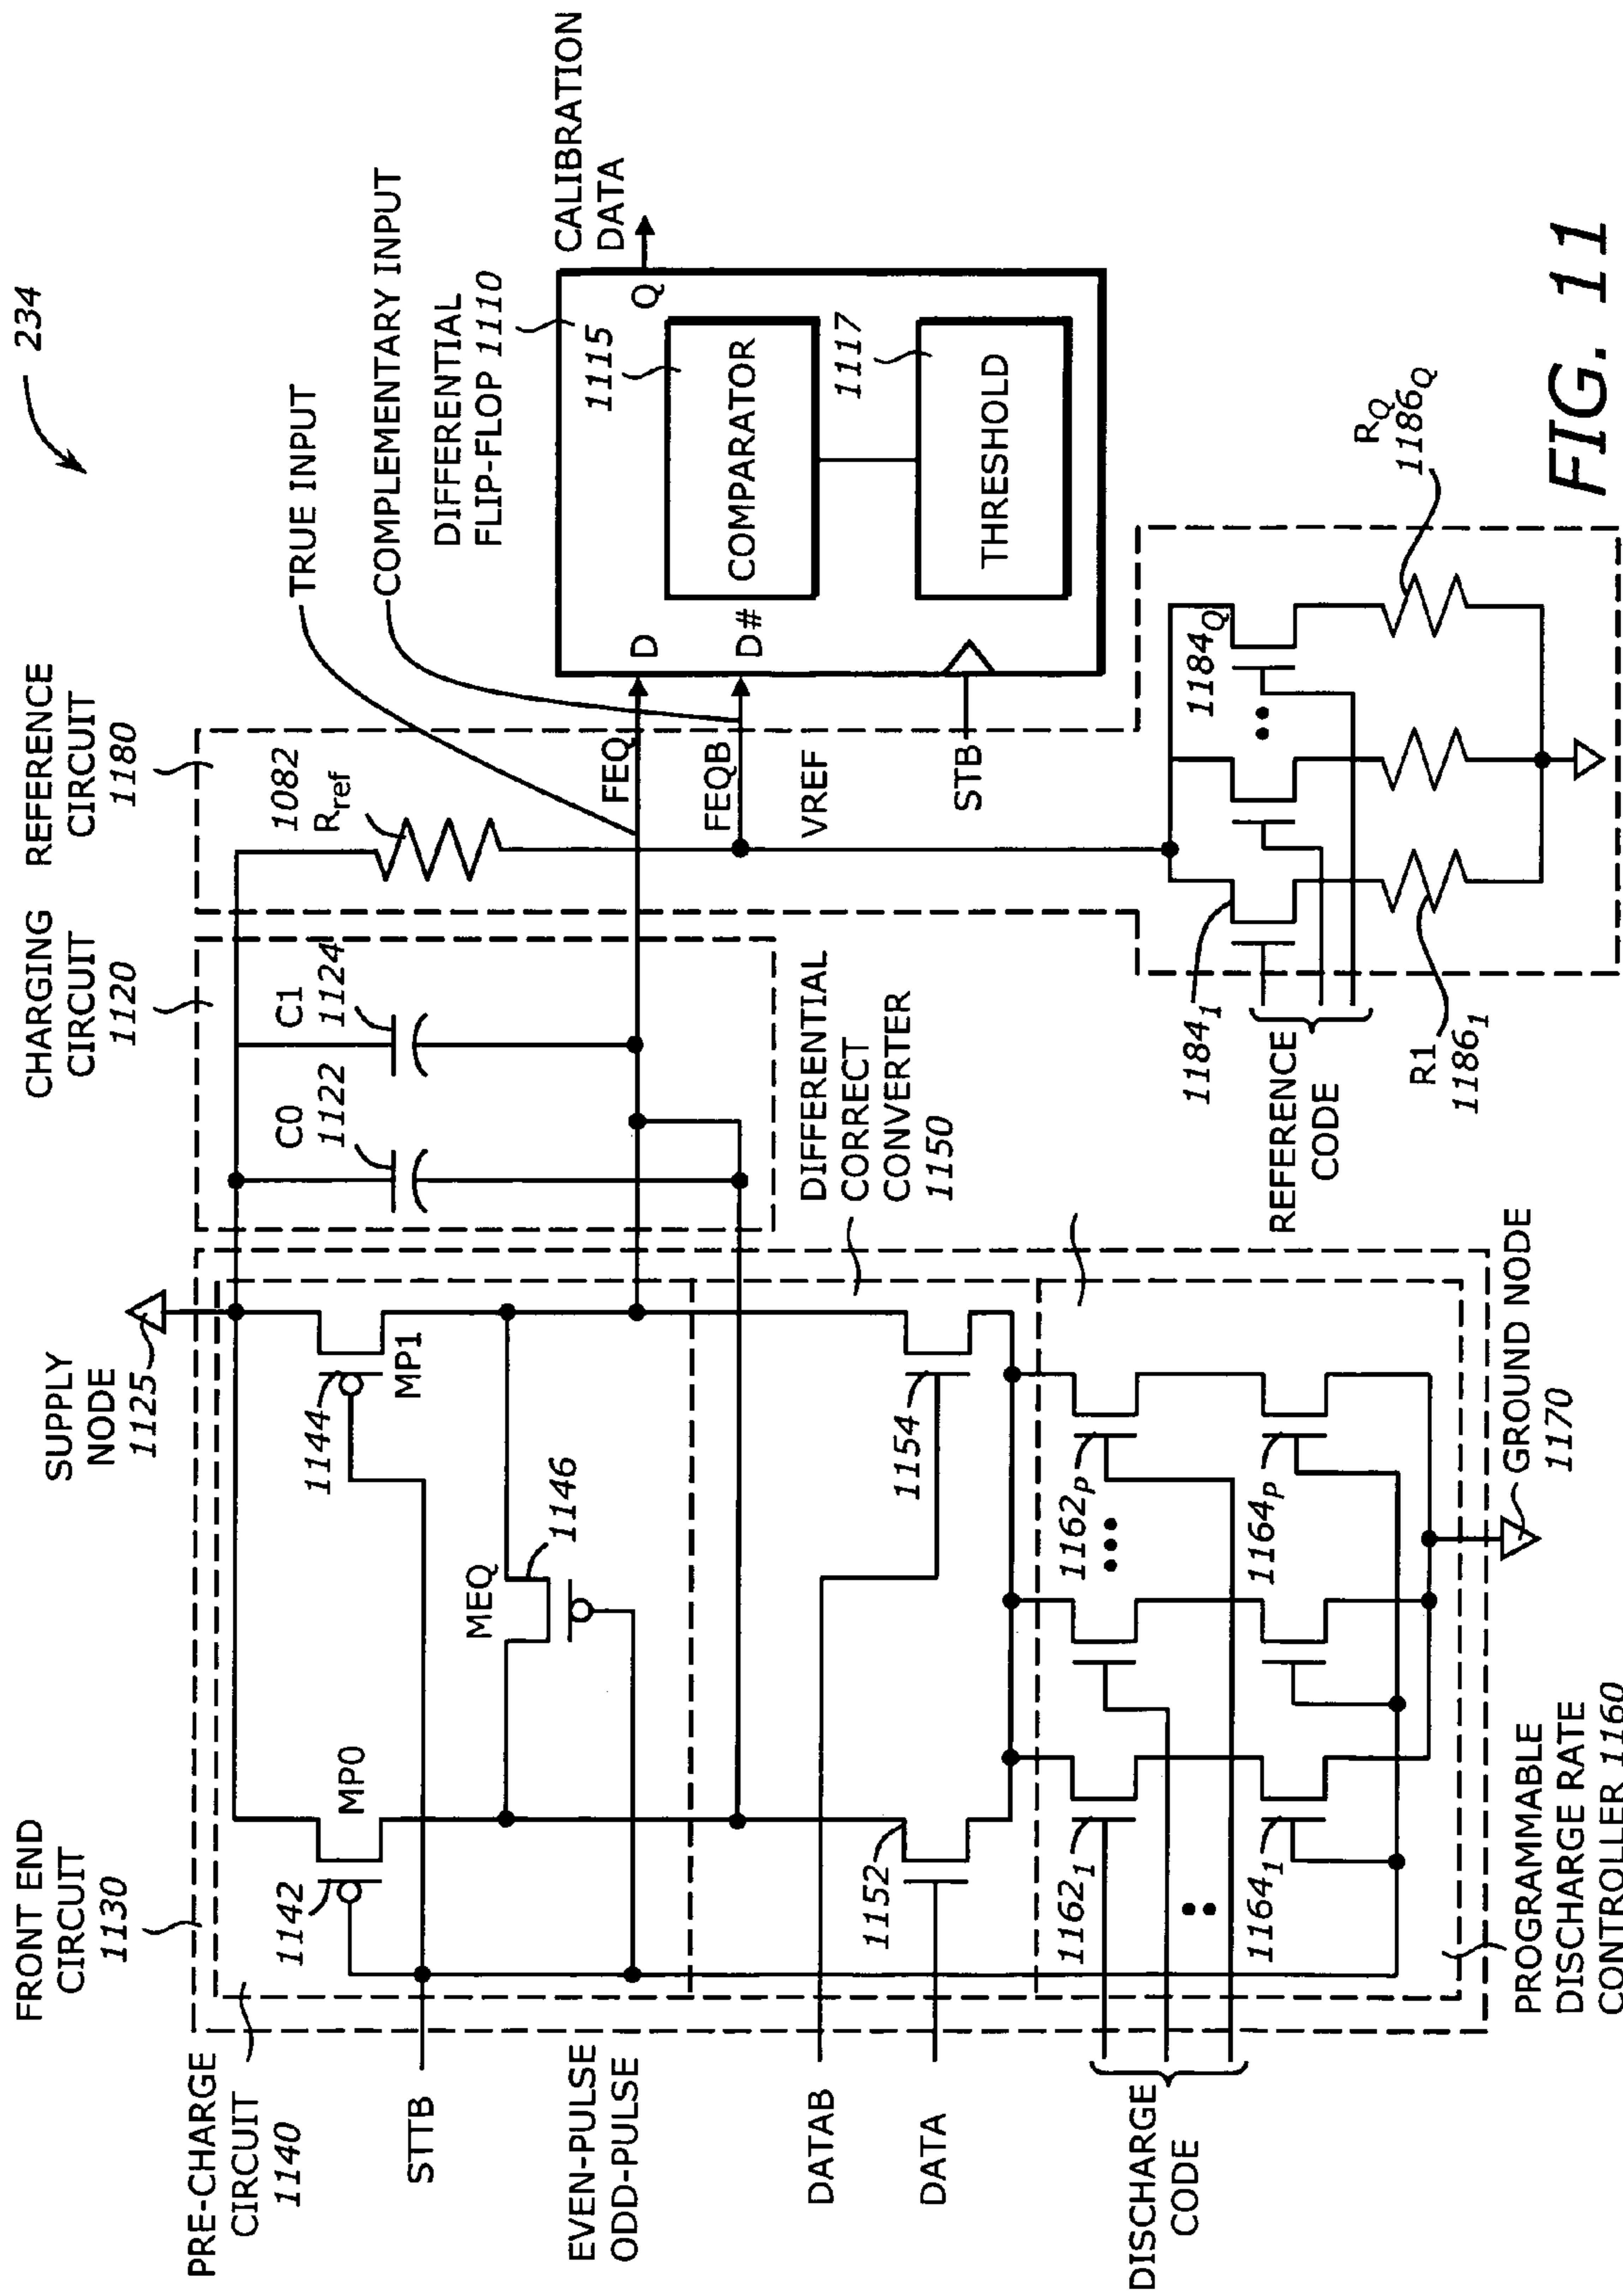 234
FRONT END
CIRCUIT
1130
SUPPLY
NODE
1125
CHARGING
CIRCUIT
1120
REFERENCE
CIRCUIT
1180
PRE-CHARGE
CIRCUIT
1140
1142
MP0
1144
MP1
MEQ
1146
C0
1122
C1
1124
1082
Rref
TRUE INPUT
COMPLEMENTARY INPUT
DIFFERENTIAL
FLIP-FLOP 1110
CALIBRATION
DATA
STTB
EVEN-PULSE
ODD-PULSE
FEQ
FEQB
VREF
STB
D
D#
Q
1115
COMPARATOR
1117
THRESHOLD
DATAB
DATA
1152
1154
DIFFERENTIAL
CORRECT
CONVERTER
1150
DISCHARGE
CODE
11621
1162P
11641
1164P
11841
1184Q
REFERENCE
CODE
R1
11861
RQ
1186Q
PROGRAMMABLE
DISCHARGE RATE
CONTROLLER 1160
GROUND NODE
1170
FIG. 11